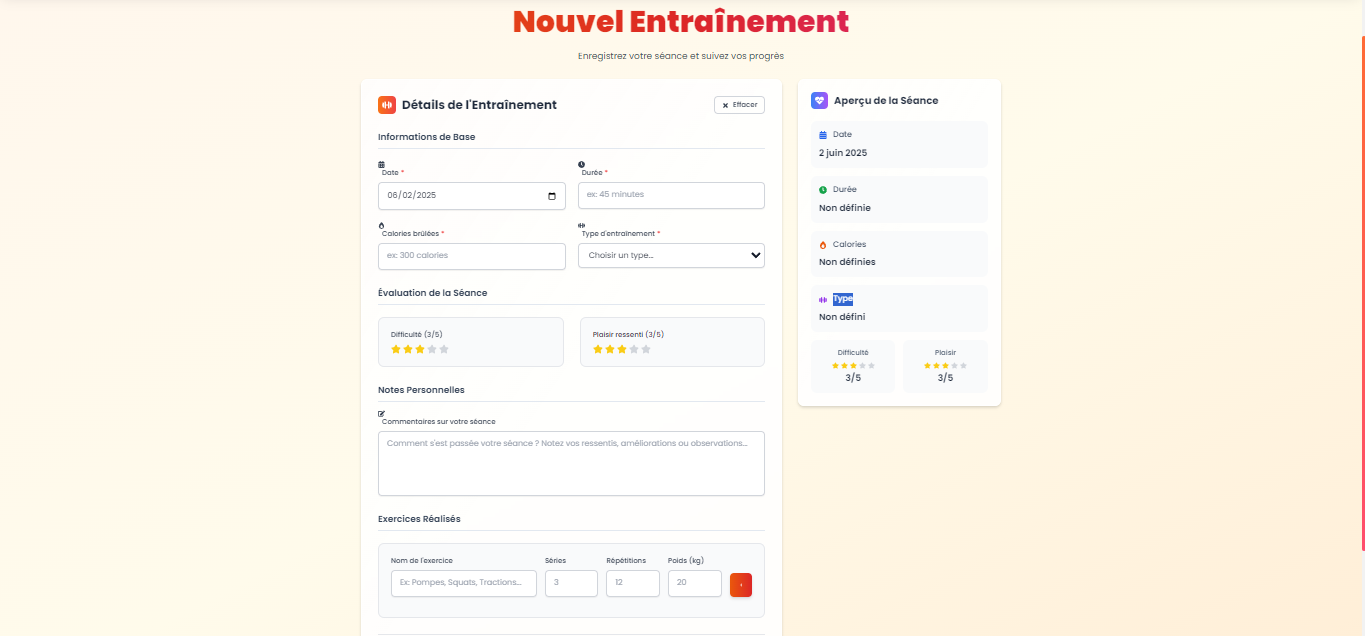 Nouvel Entraînement
Enregistrez votre séance et suivez vos progrès
Détails de l'Entraînement
Effacer
Informations de Base
Date *
Durée *
06/02/2025
ex: 45 minutes
Calories brûlées *
Type d'entraînement *
ex: 300 calories
Choisir un type...
Évaluation de la Séance
Difficulté (3/5)
Plaisir ressenti (3/5)
Notes Personnelles
Commentaires sur votre séance
Comment s'est passée votre séance ? Notez vos ressentis, améliorations ou observations...
Exercices Réalisés
Nom de l'exercice
Séries
Répétitions
Poids (kg)
Ex: Pompes, Squats, Tractions...
3
12
20
Aperçu de la Séance
Date
2 juin 2025
Durée
Non définie
Calories
Non définies
Type
Non défini
Difficulté
3/5
Plaisir
3/5